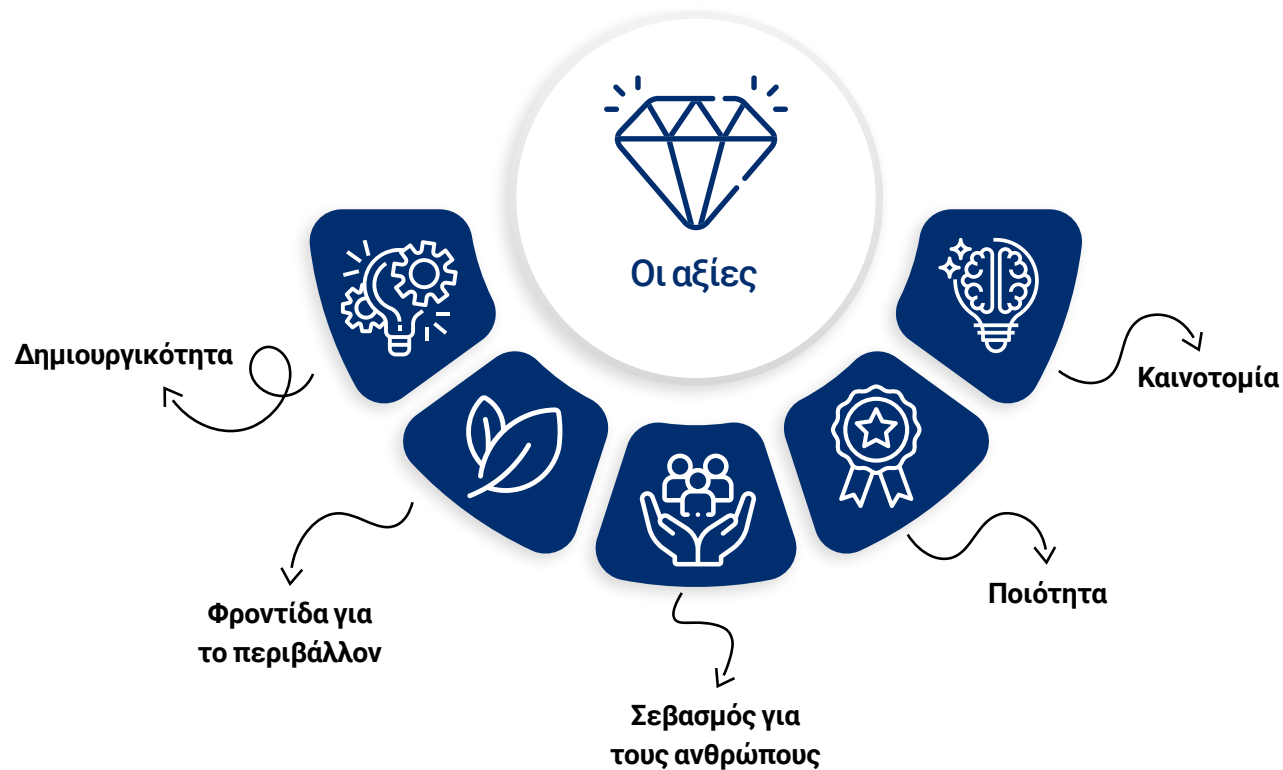 Οι αξίες
Δημιουργικότητα
Καινοτομία
Ποιότητα
Φροντίδα για
το περιβάλλον
Σεβασμός για
τους ανθρώπους